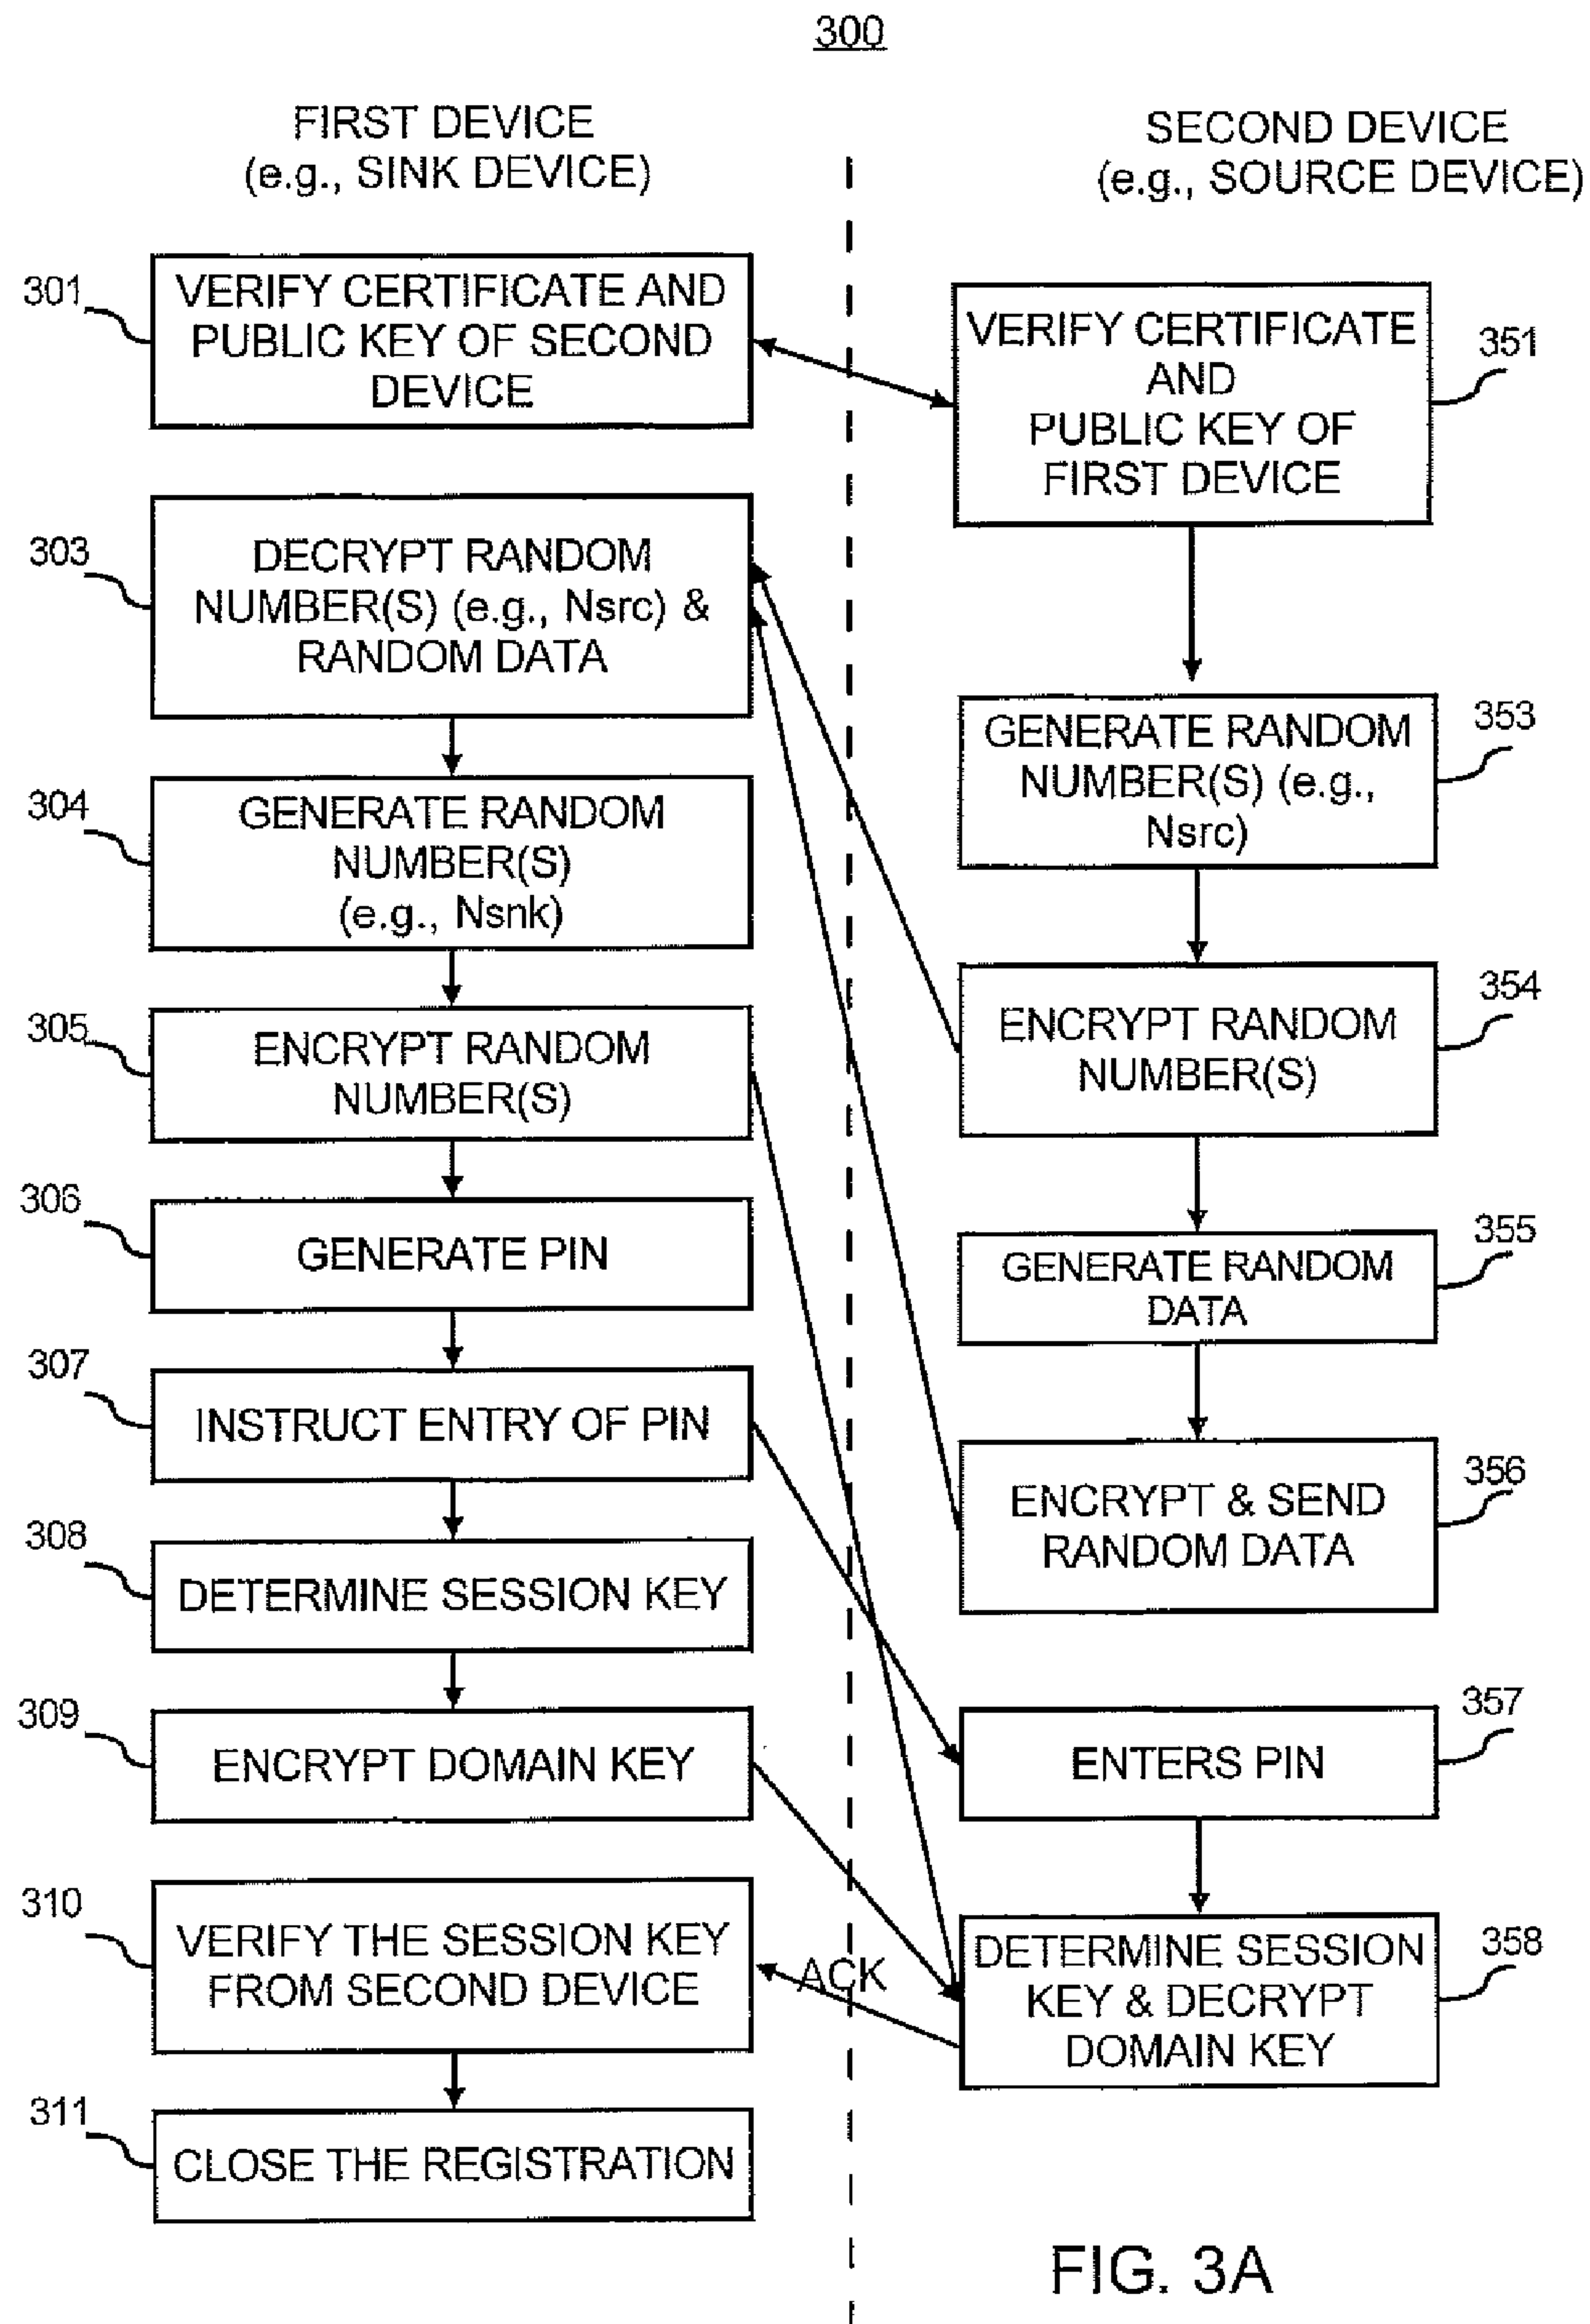 300
FIRST DEVICE
(e.g., SINK DEVICE)
SECOND DEVICE
(e.g., SOURCE DEVICE)
301
VERIFY CERTIFICATE AND
PUBLIC KEY OF SECOND
DEVICE
VERIFY CERTIFICATE
AND
PUBLIC KEY OF
FIRST DEVICE
351
303
DECRYPT RANDOM
NUMBER(S) (e.g., Nsrc) &
RANDOM DATA
GENERATE RANDOM
NUMBER(S) (e.g.,
Nsrc)
353
304
GENERATE RANDOM
NUMBER(S)
(e.g., Nsnk)
ENCRYPT RANDOM
NUMBER(S)
354
305
ENCRYPT RANDOM
NUMBER(S)
306
GENERATE PIN
GENERATE RANDOM
DATA
355
307
INSTRUCT ENTRY OF PIN
ENCRYPT & SEND
RANDOM DATA
356
308
DETERMINE SESSION KEY
309
ENCRYPT DOMAIN KEY
ENTERS PIN
357
310
VERIFY THE SESSION KEY
FROM SECOND DEVICE
ACK
DETERMINE SESSION
KEY & DECRYPT
DOMAIN KEY
358
311
CLOSE THE REGISTRATION
FIG. 3A